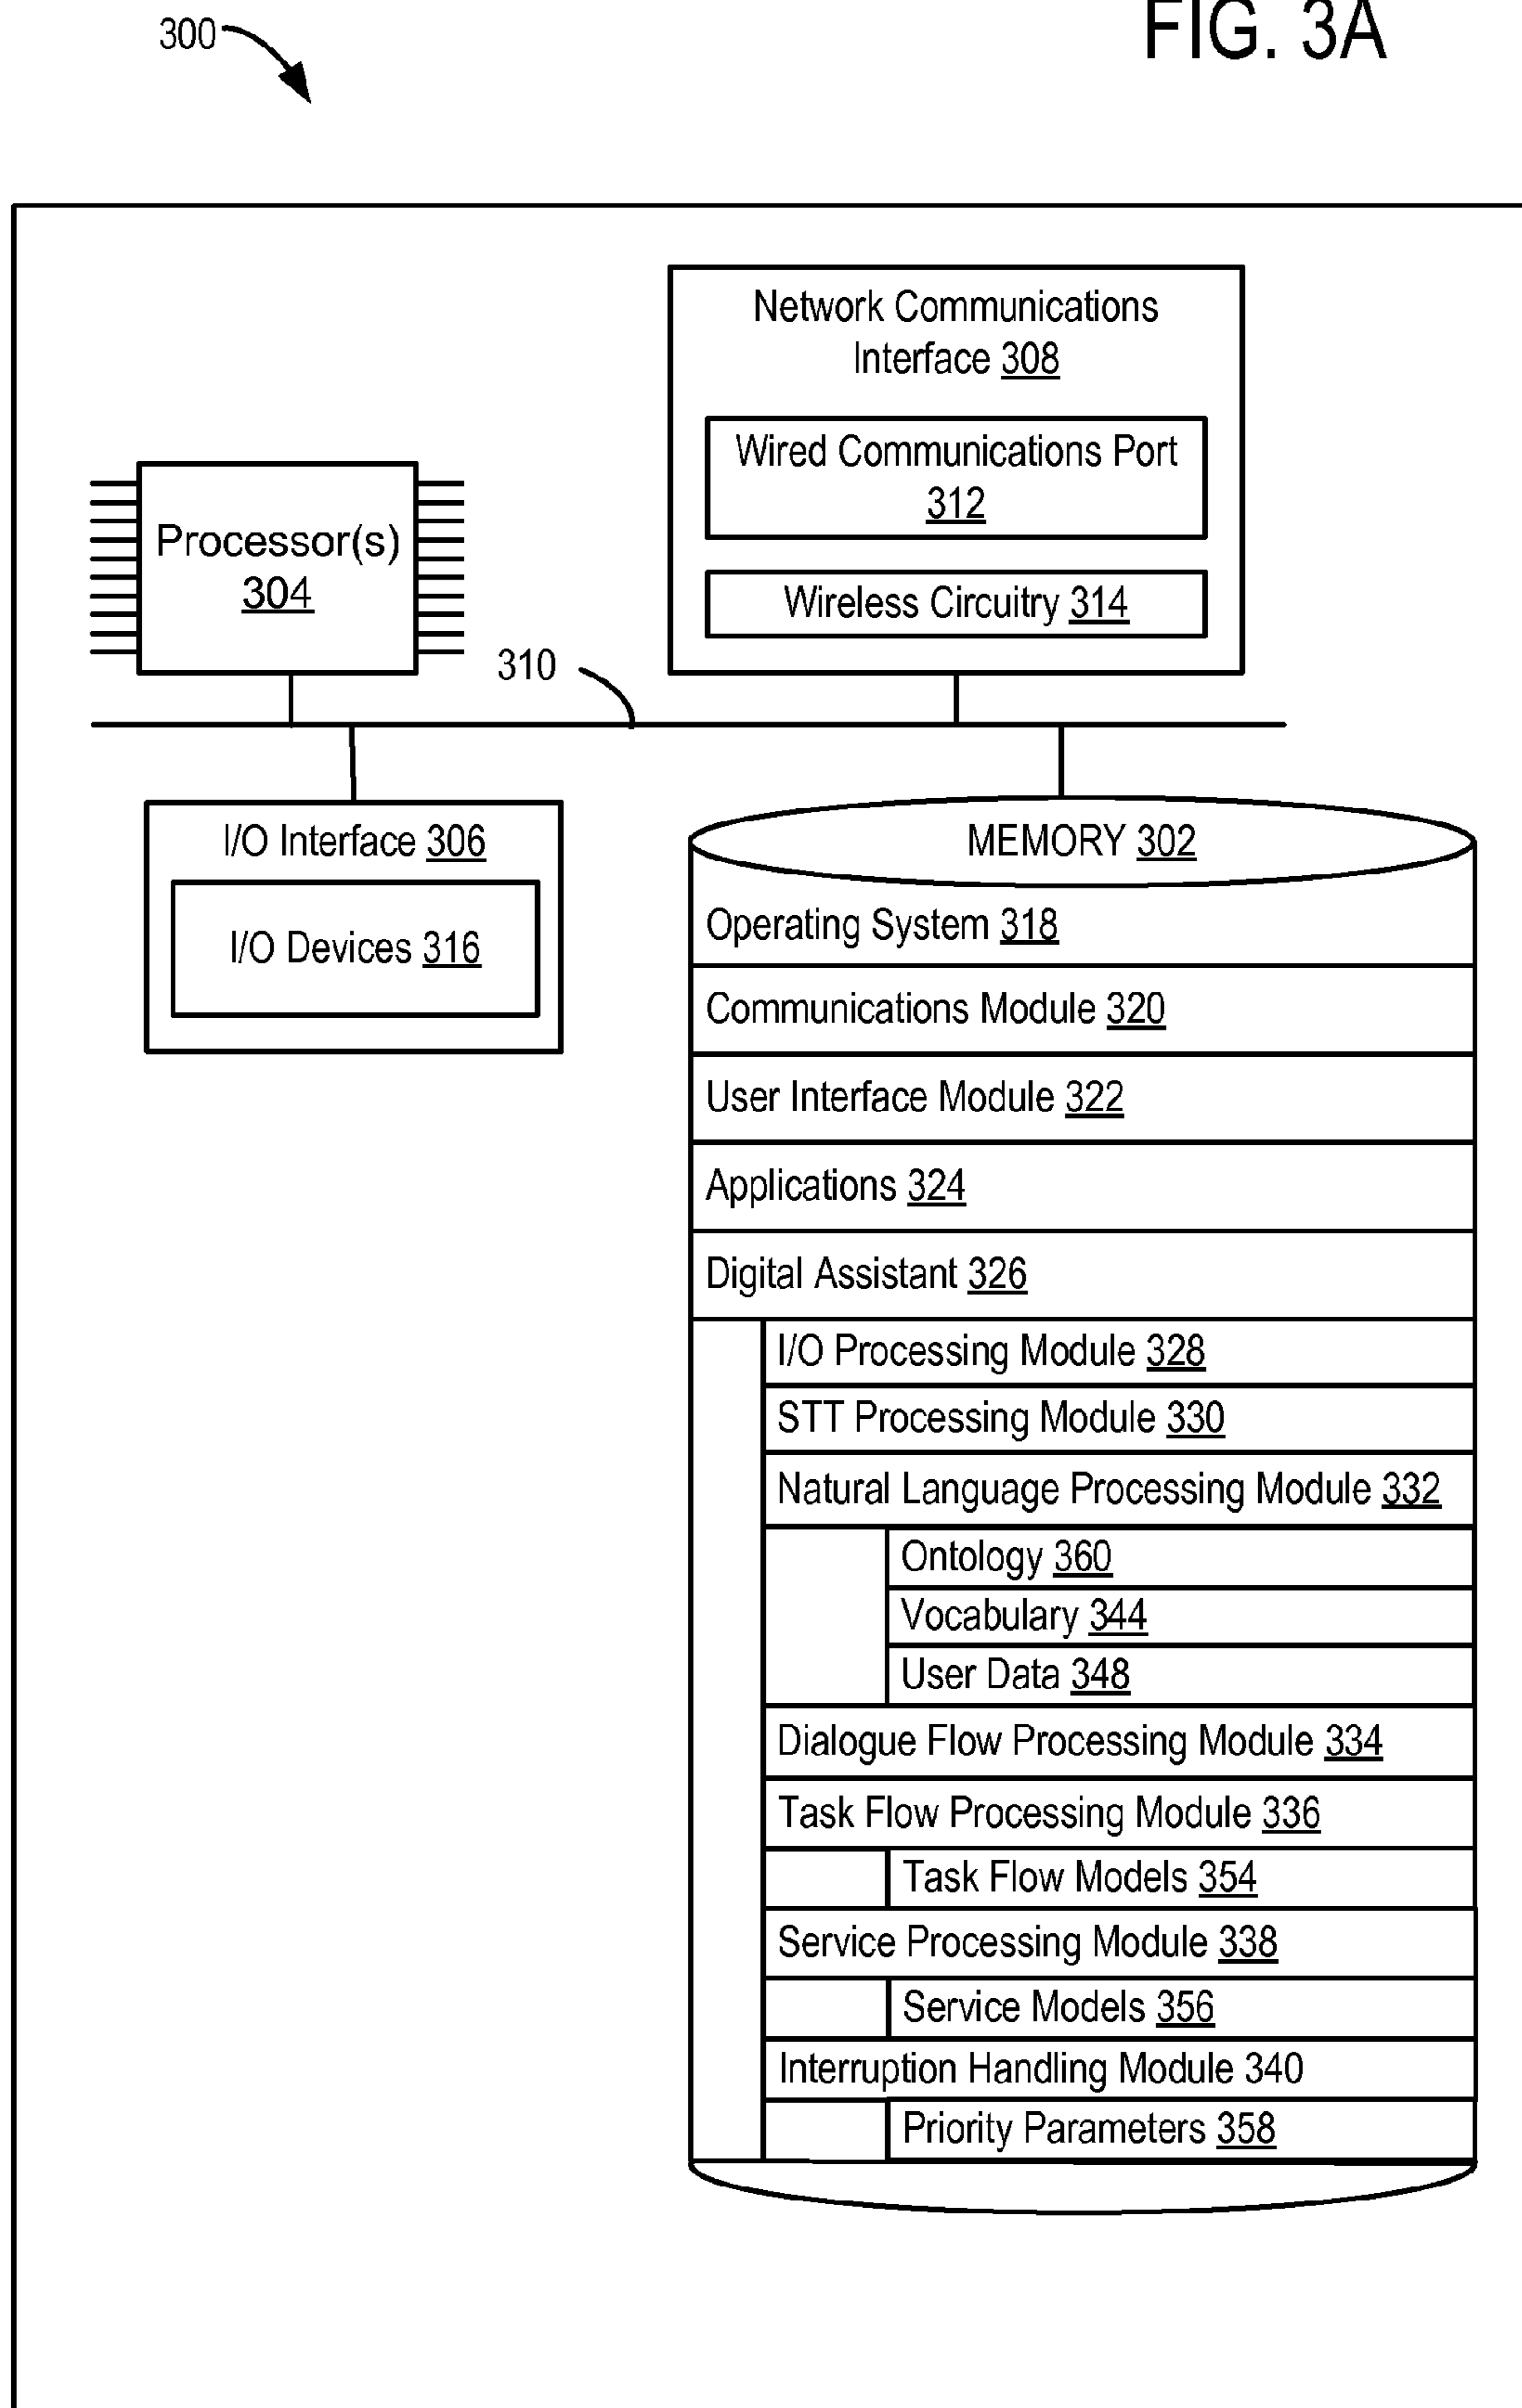 FIG. 3A
300
Network Communications
Interface 308
Wired Communications Port
312
Wireless Circuitry 314
Processor(s)
304
310
I/O Interface 306
I/O Devices 316
MEMORY 302
Operating System 318
Communications Module 320
User Interface Module 322
Applications 324
Digital Assistant 326
I/O Processing Module 328
STT Processing Module 330
Natural Language Processing Module 332
Ontology 360
Vocabulary 344
User Data 348
Dialogue Flow Processing Module 334
Task Flow Processing Module 336
Task Flow Models 354
Service Processing Module 338
Service Models 356
Interruption Handling Module 340
Priority Parameters 358